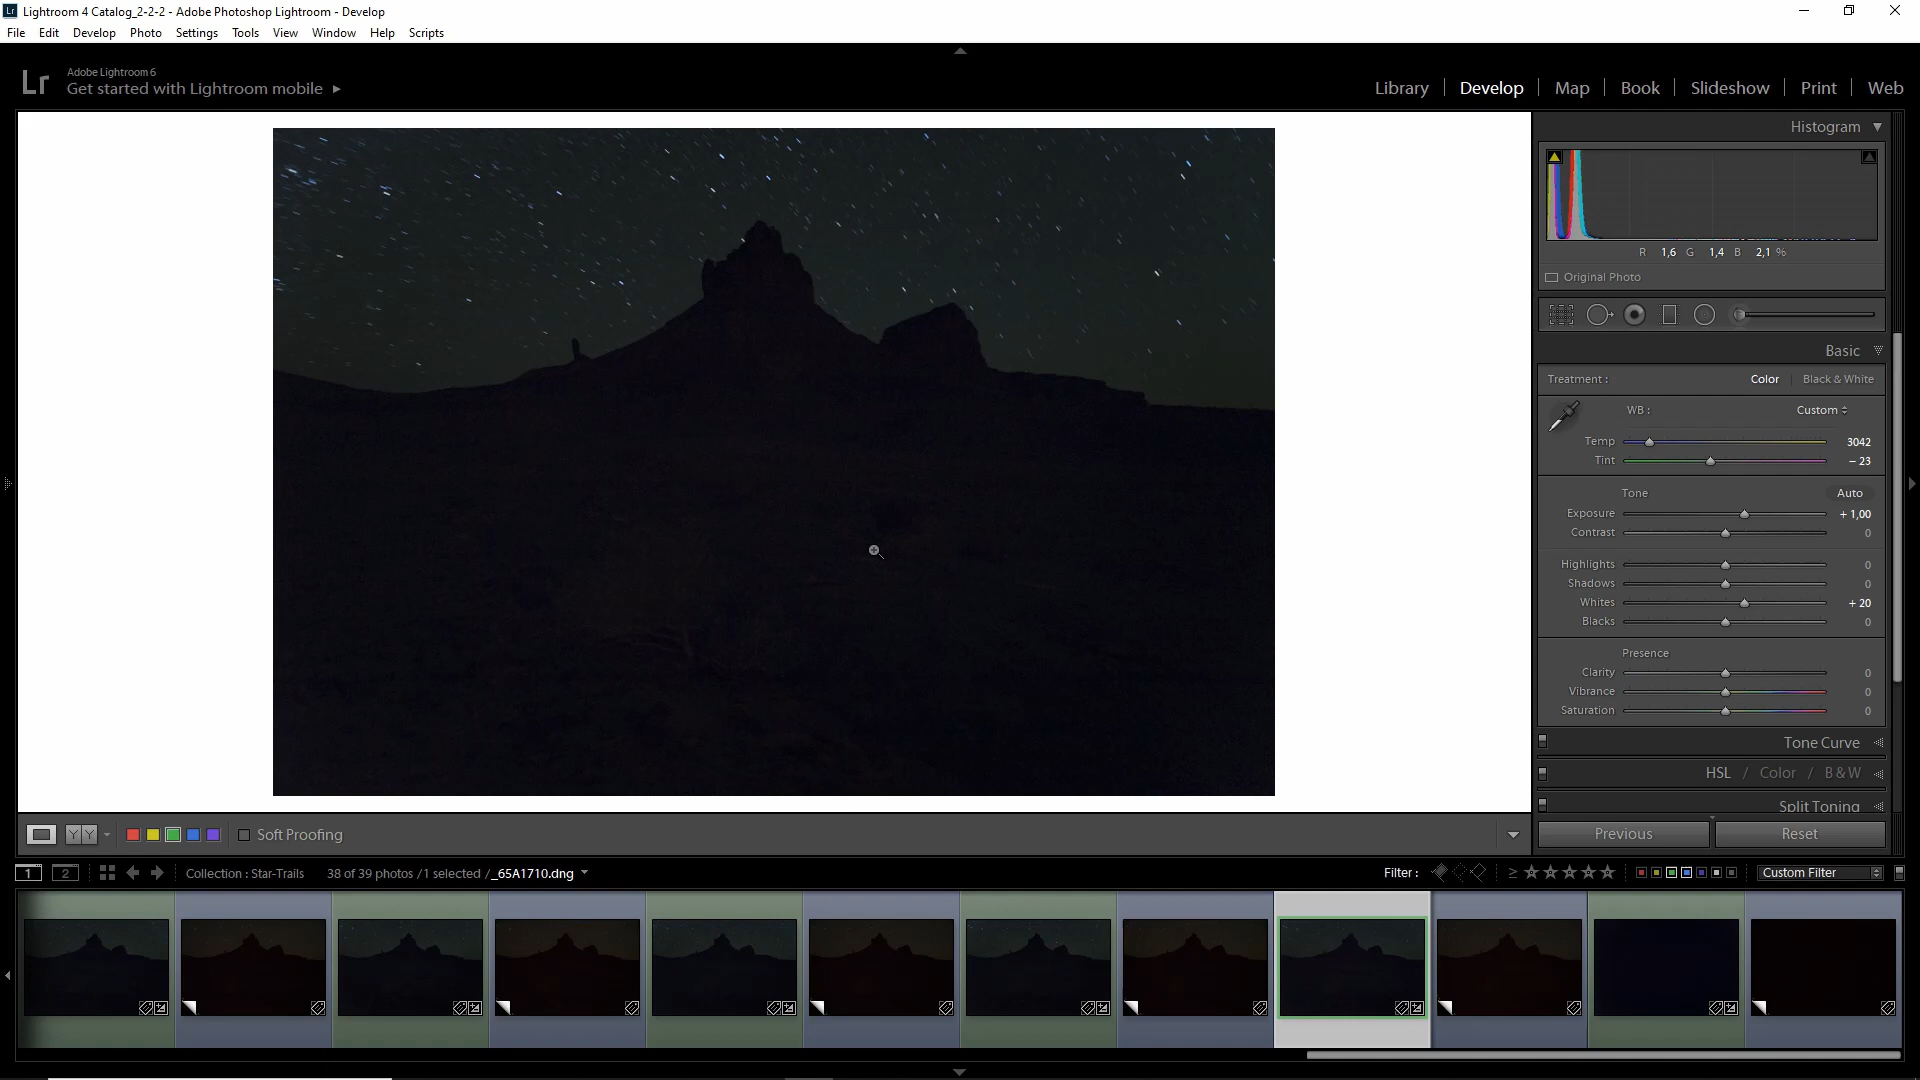 Lightroom 4 Catalog_2-2-2 - Adobe Photoshop Lightroom - Develop
File Edit Develop Photo Settings Tools View Window Help Scripts
Lr Adobe Lightroom 6
Get started with Lightroom mobile
Library Develop Map Book Slideshow Print Web
Histogram
R 1,6 G 1,4 B 2,1 %
Original Photo
Basic
Treatment : Color Black & White
WB : Custom
Temp 3042
Tint – 23
Tone Auto
Exposure + 1,00
Contrast 0
Highlights 0
Shadows 0
Whites + 20
Blacks 0
Presence
Clarity 0
Vibrance 0
Saturation 0
Tone Curve
HSL / Color / B & W
Split Toning
Previous Reset
Y Y Soft Proofing
1 2 Collection : Star-Trails 38 of 39 photos /1 selected /_65A1710.dng Filter : ≥ Custom Filter